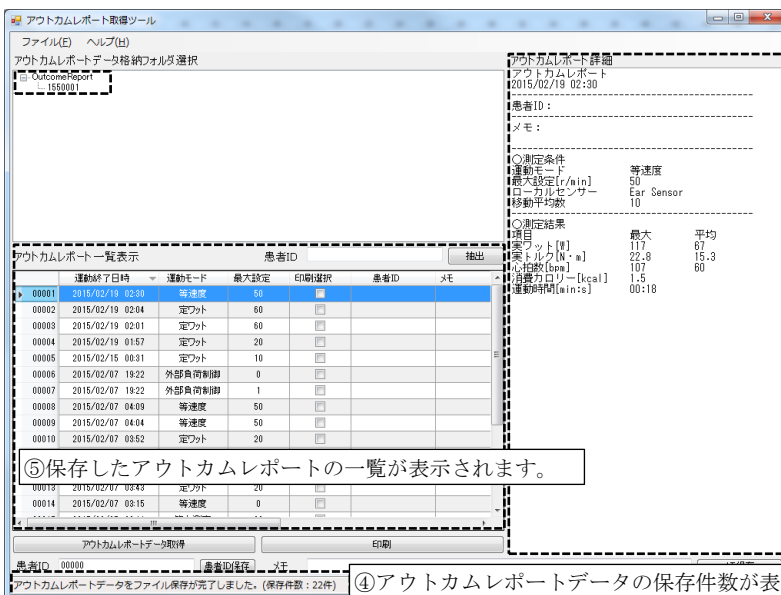 アウトカムレポート取得ツール
ファイル(F) ヘルプ(H)
アウトカムレポートデータ格納フォルダ選択
OutcomeReport
1550001
アウトカムレポート一覧表示 患者ID 抽出
運動終了日時 運動モード 最大設定 印刷選択 患者ID メモ
00001 2015/02/19 02:30 等速度 50
00002 2015/02/19 02:04 定ワット 60
00003 2015/02/19 02:01 定ワット 60
00004 2015/02/19 01:57 定ワット 20
00005 2015/02/15 00:31 定ワット 10
00006 2015/02/07 19:22 外部負荷制御 0
00007 2015/02/07 19:22 外部負荷制御 1
00008 2015/02/07 04:09 等速度 50
00009 2015/02/07 04:04 等速度 50
00010 2015/02/07 03:52 定ワット 20
⑤保存したアウトカムレポートの一覧が表示されます。
00013 2015/02/07 03:43 定ワット 20
00014 2015/02/07 03:15 等速度 0
アウトカムレポートデータ取得 印刷
患者ID 00000 患者ID保存 メモ
アウトカムレポートデータをファイル保存が完了しました。(保存件数：22件)
④アウトカムレポートデータの保存件数が表
アウトカムレポート詳細
アウトカムレポート
2015/02/19 02:30
患者ID：
メモ：
○測定条件
運動モード 等速度
最大設定[r/min] 50
ローカルセンサー Ear Sensor
移動平均数 10
○測定結果
項目 最大 平均
実ワット[W] 117 67
実トルク[N・m] 22.8 15.3
心拍数[bpm] 107 60
消費カロリー[kcal] 1.5
運動時間[min:s] 00:18